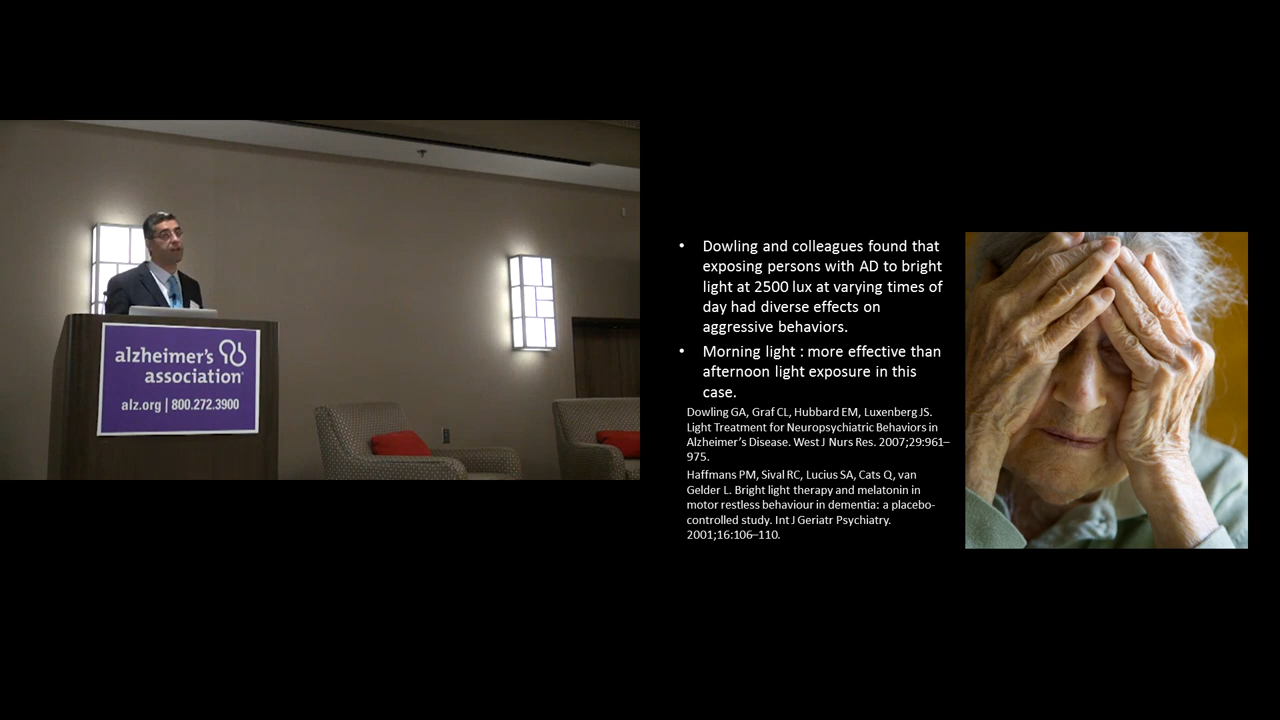 alzheimer's
association
alz.org | 800.272.3900
• Dowling and colleagues found that
exposing persons with AD to bright
light at 2500 lux at varying times of
day had diverse effects on
aggressive behaviors.
• Morning light : more effective than
afternoon light exposure in this
case.
Dowling GA, Graf CL, Hubbard EM, Luxenberg JS.
Light Treatment for Neuropsychiatric Behaviors in
Alzheimer's Disease. West J Nurs Res. 2007;29:961–
975.
Haffmans PM, Sival RC, Lucius SA, Cats Q, van
Gelder L. Bright light therapy and melatonin in
motor restless behaviour in dementia: a placebo-
controlled study. Int J Geriatr Psychiatry.
2001;16:106–110.